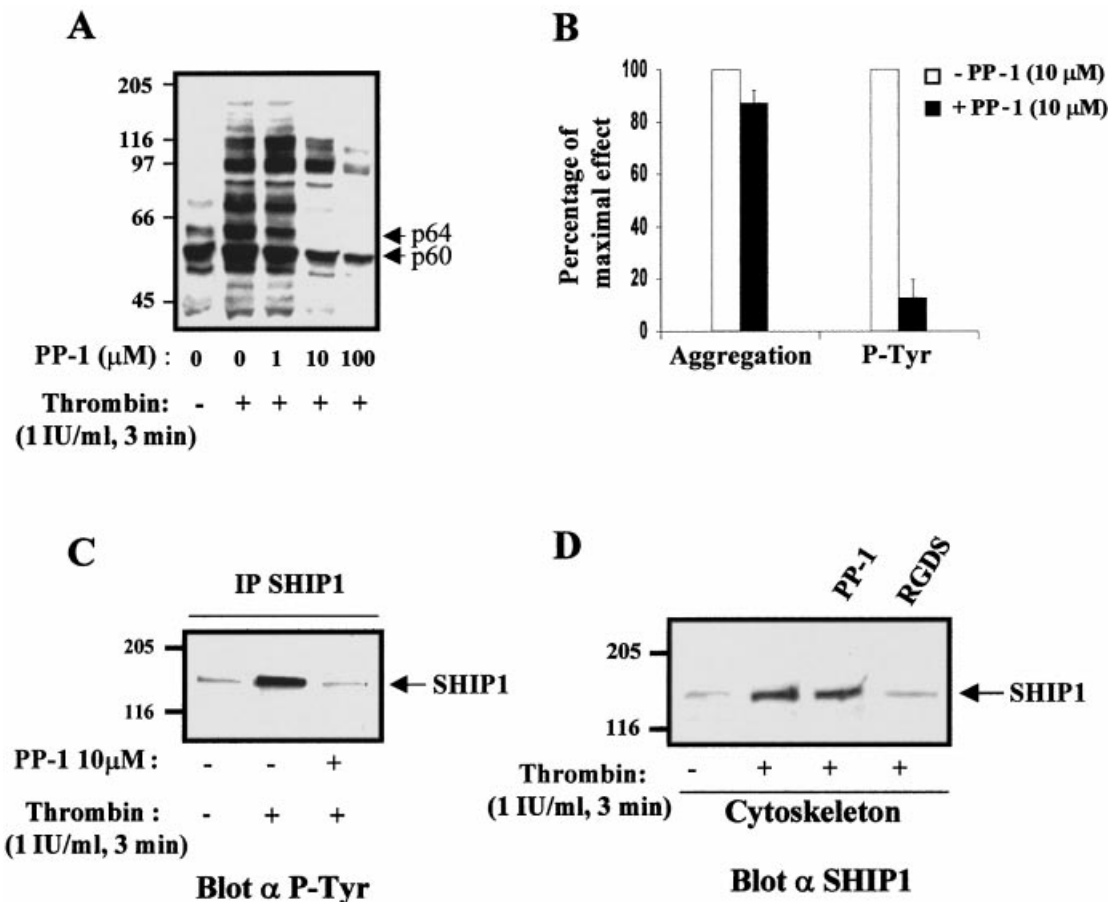 A
205
116
97
66
45
p64
p60
PP-1 (μM) : 0 0 1 10 100
Thrombin: - + + + +
(1 IU/ml, 3 min)
B
Percentage of
maximal effect
100
80
60
40
20
0
Aggregation P-Tyr
- PP-1 (10 μM)
+ PP-1 (10 μM)
C
IP SHIP1
205
116
SHIP1
PP-1 10μM : - - +
Thrombin : - + +
(1 IU/ml, 3 min)
Blot α P-Tyr
D
PP-1
RGDS
205
116
SHIP1
Thrombin: - + + +
(1 IU/ml, 3 min)
Cytoskeleton
Blot α SHIP1